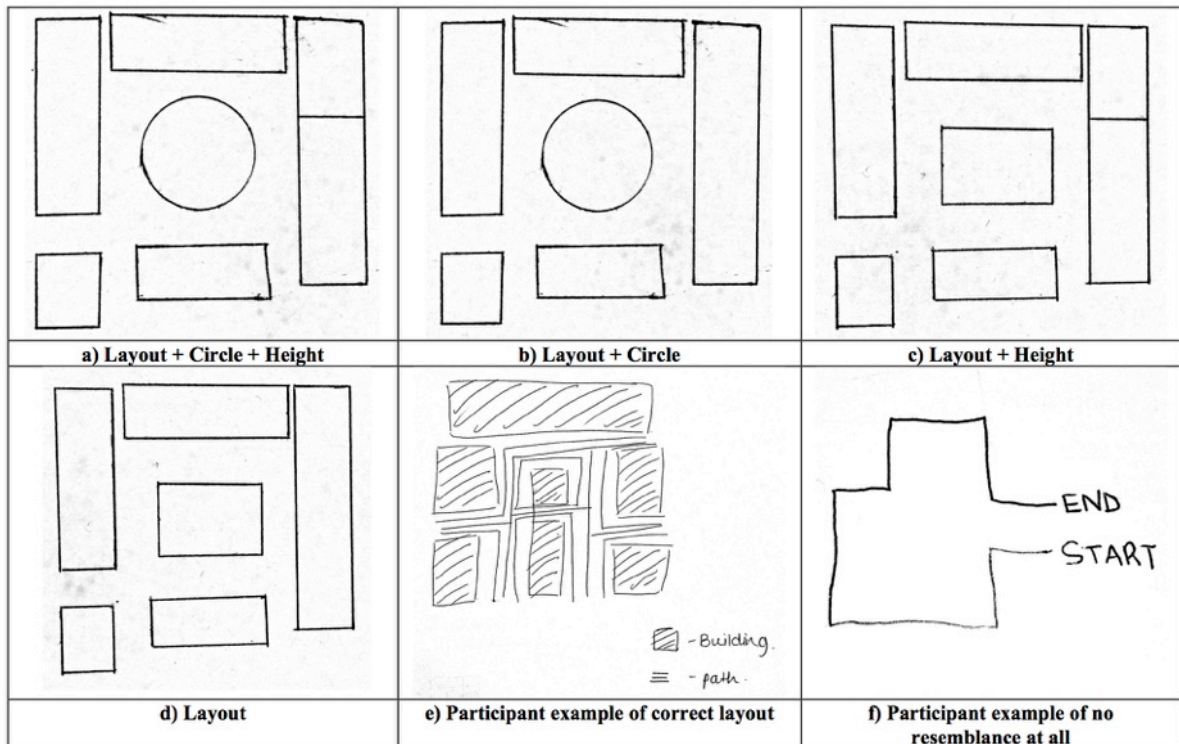 a) Layout + Circle + Height
b) Layout + Circle
c) Layout + Height
- Building.
- path.
END
START
d) Layout
e) Participant example of correct layout
f) Participant example of no
resemblance at all